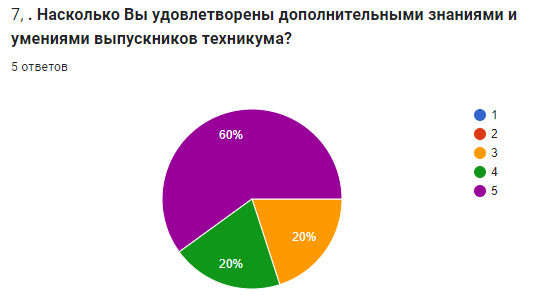 7, . Насколько Вы удовлетворены дополнительными знаниями и
умениями выпускников техникума?
5 ответов
60%
20%
20%
1
2
3
4
5